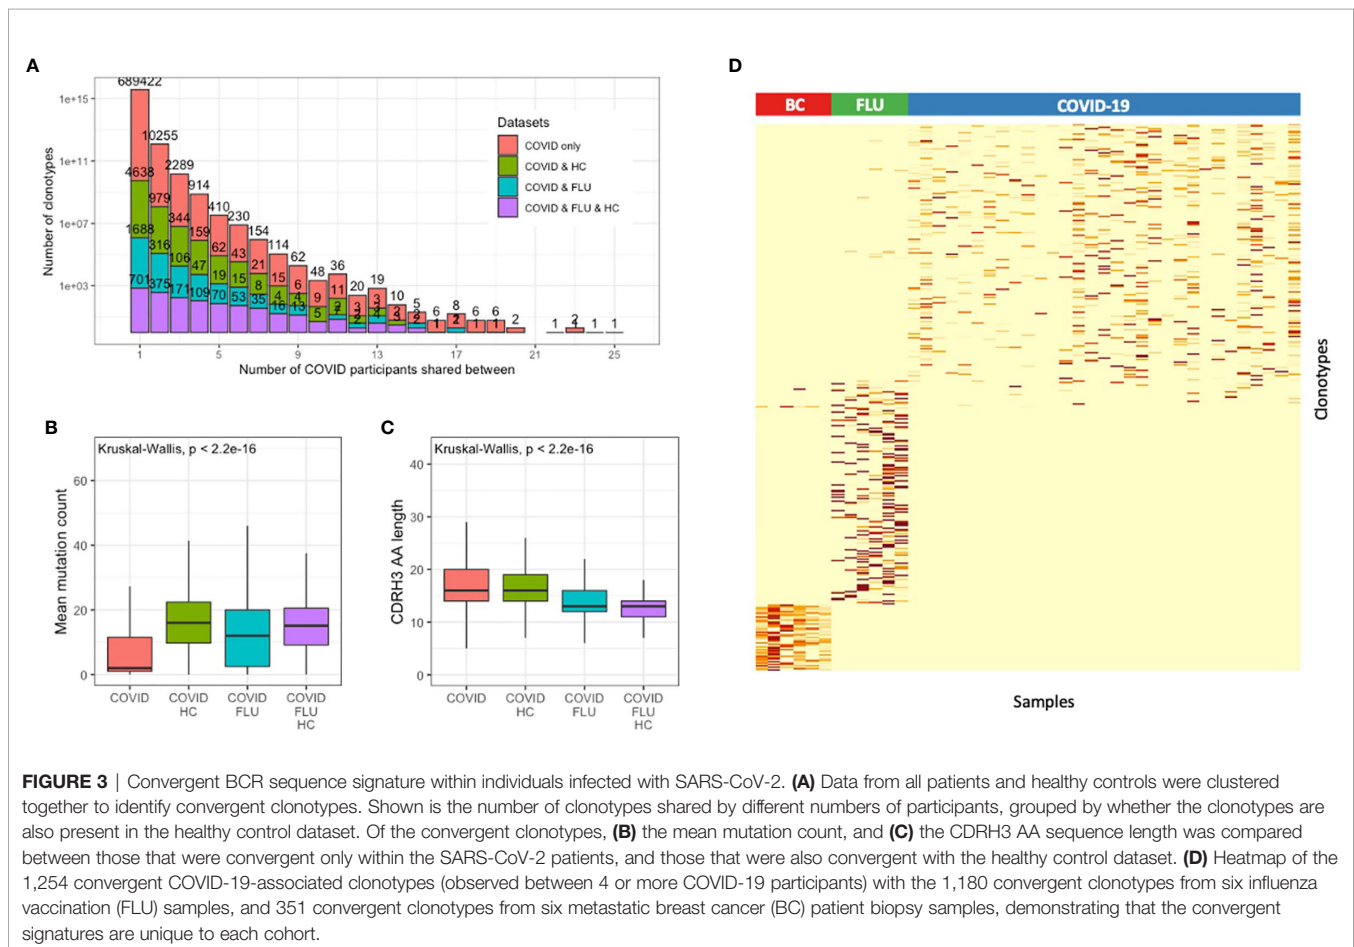 A
689422
10255
2289
914
410
230
154
114
62
48
36
20
19
10
5
6
8
6
6
2
1
2
1
1
4638
979
344
159
62
43
21
15
6
9
11
3
3
1688
316
106
47
19
15
8
4
4
5
701
375
171
109
70
53
35
16
13
1e+15
1e+11
1e+07
1e+03
Number of clonotypes
1 5 9 13 17 21 25
Number of COVID participants shared between
Datasets
COVID only
COVID & HC
COVID & FLU
COVID & FLU & HC
B
Kruskal-Wallis, p < 2.2e-16
60
40
20
0
Mean mutation count
COVID COVID COVID COVID
HC FLU FLU
HC
C
Kruskal-Wallis, p < 2.2e-16
40
30
20
10
0
CDRH3 AA length
COVID COVID COVID COVID
HC FLU FLU
HC
D
BC FLU COVID-19
Clonotypes
Samples
FIGURE 3 | Convergent BCR sequence signature within individuals infected with SARS-CoV-2. (A) Data from all patients and healthy controls were clustered
together to identify convergent clonotypes. Shown is the number of clonotypes shared by different numbers of participants, grouped by whether the clonotypes are
also present in the healthy control dataset. Of the convergent clonotypes, (B) the mean mutation count, and (C) the CDRH3 AA sequence length was compared
between those that were convergent only within the SARS-CoV-2 patients, and those that were also convergent with the healthy control dataset. (D) Heatmap of the
1,254 convergent COVID-19-associated clonotypes (observed between 4 or more COVID-19 participants) with the 1,180 convergent clonotypes from six influenza
vaccination (FLU) samples, and 351 convergent clonotypes from six metastatic breast cancer (BC) patient biopsy samples, demonstrating that the convergent
signatures are unique to each cohort.